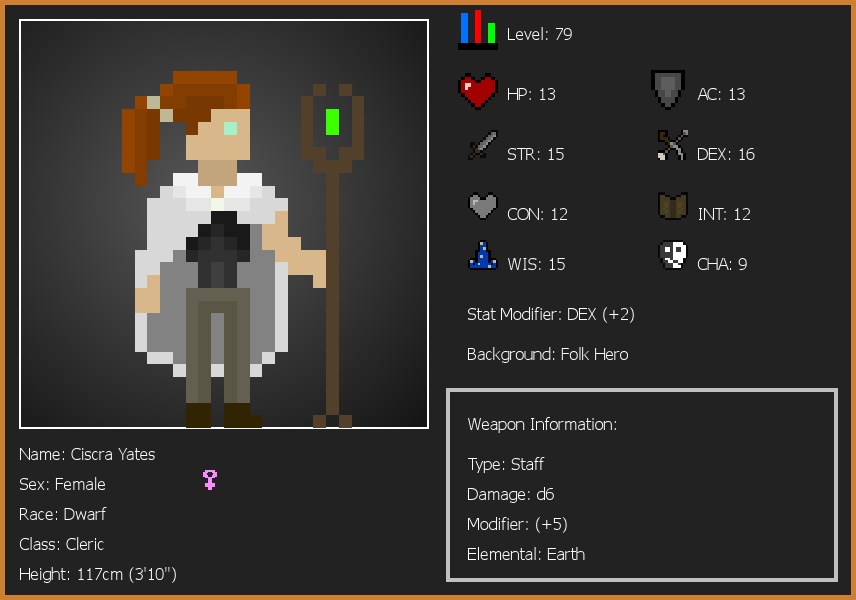 Level: 79
HP: 13
AC: 13
STR: 15
DEX: 16
CON: 12
INT: 12
WIS: 15
CHA: 9
Stat Modifier: DEX (+2)
Background: Folk Hero
Weapon Information:
Type: Staff
Damage: d6
Modifier: (+5)
Elemental: Earth
Name: Ciscra Yates
Sex: Female
Race: Dwarf
Class: Cleric
Height: 117cm (3'10")